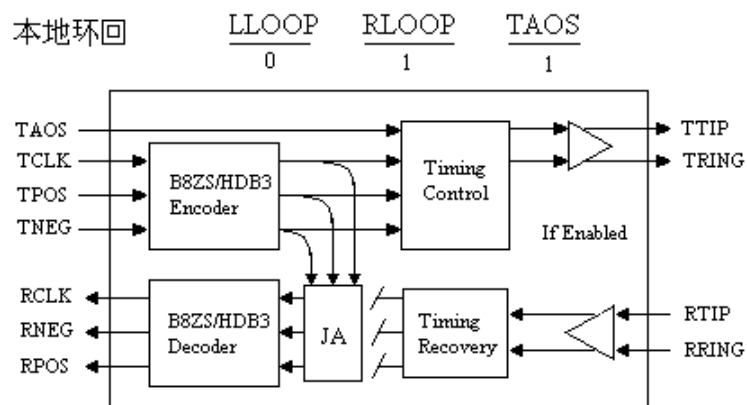 本地环回 LLOOP RLOOP TAOS
0 1 1
TAOS
TCLK
TPOS
TNEG
B8ZS/HDB3
Encoder
Timing
Control
TTIP
TRING
If Enabled
RCLK
RNEG
RPOS
B8ZS/HDB3
Decoder
JA
Timing
Recovery
RTIP
RRING